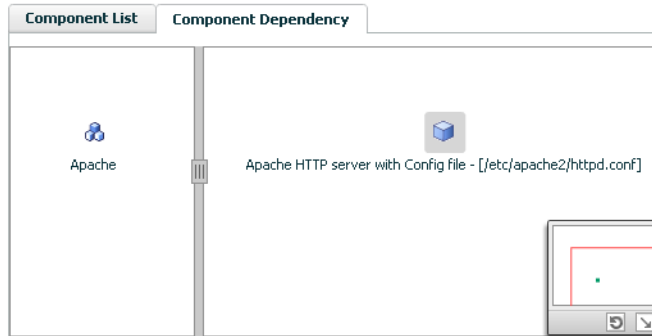 Component List
Component Dependency
Apache
Apache HTTP server with Config file - [/etc/apache2/httpd.conf]